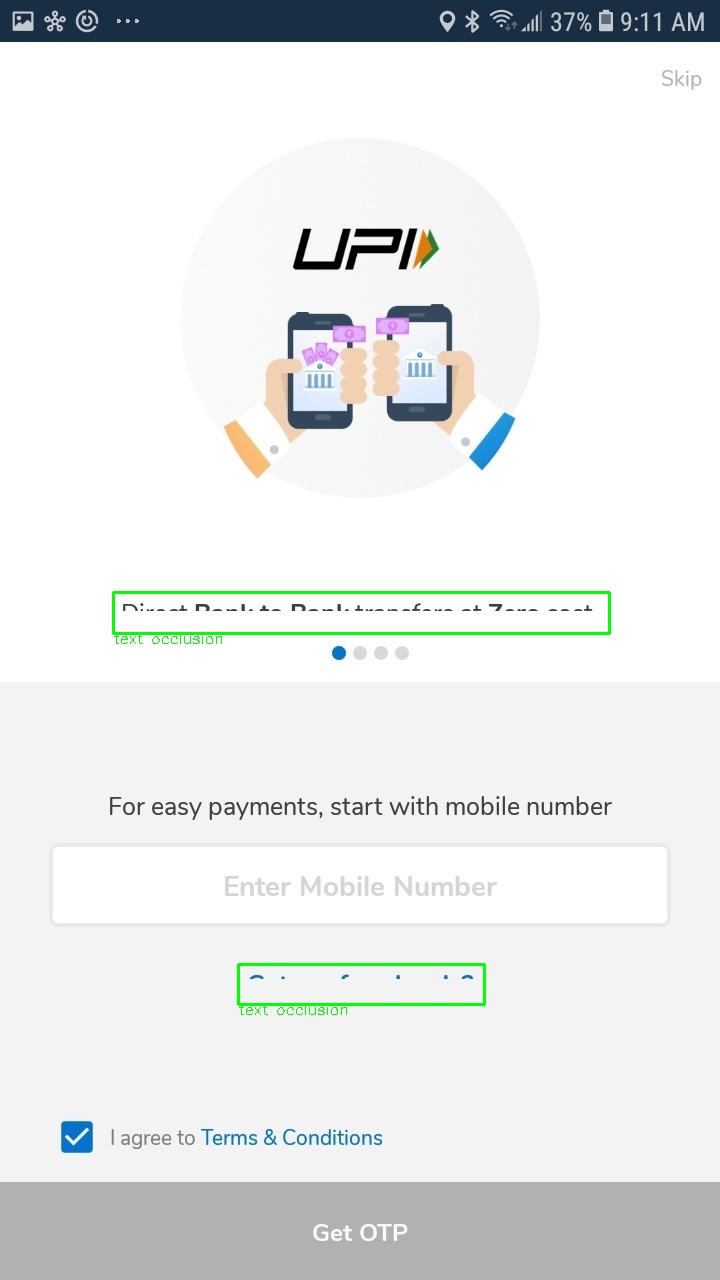 37% 9:11 AM
Skip
UPI
Direct Bank to Bank transfers at Zero cost
text occlusion
For easy payments, start with mobile number
Enter Mobile Number
text occlusion
I agree to Terms & Conditions
Get OTP